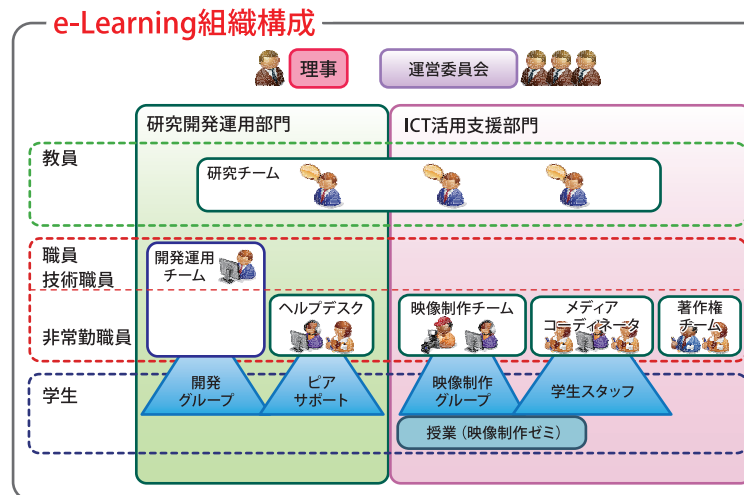 e-Learning組織構成
理事
運営委員会
研究開発運用部門
ICT活用支援部門
教員
研究チーム
職員
技術職員
開発運用
チーム
非常勤職員
ヘルプデスク
映像制作チーム
メディア
コーディネータ
著作権
チーム
学生
開発
グループ
ピア
サポート
映像制作
グループ
学生スタッフ
授業（映像制作ゼミ）